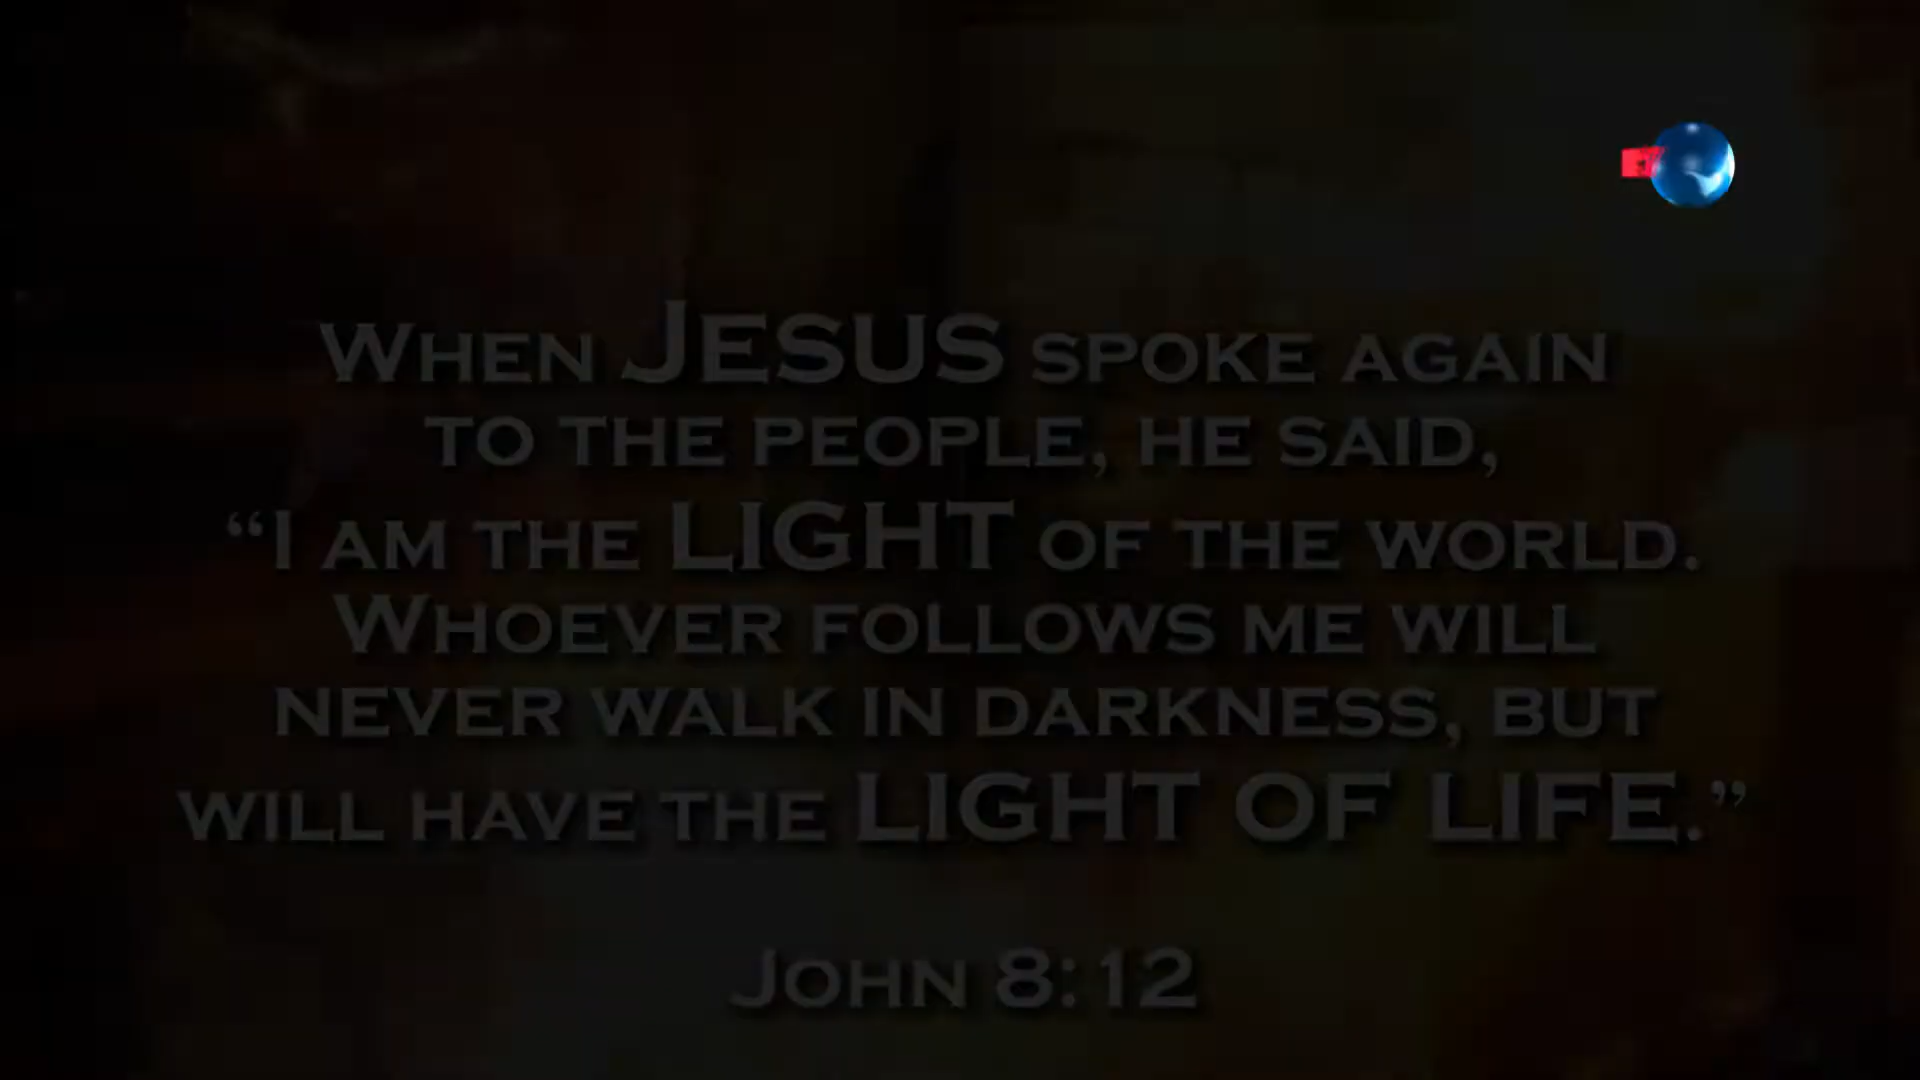 When JESUS spoke again
to the people, he said,
“I am the LIGHT of the world.
Whoever follows me will
never walk in darkness, but
will have the LIGHT OF LIFE.”
John 8:12